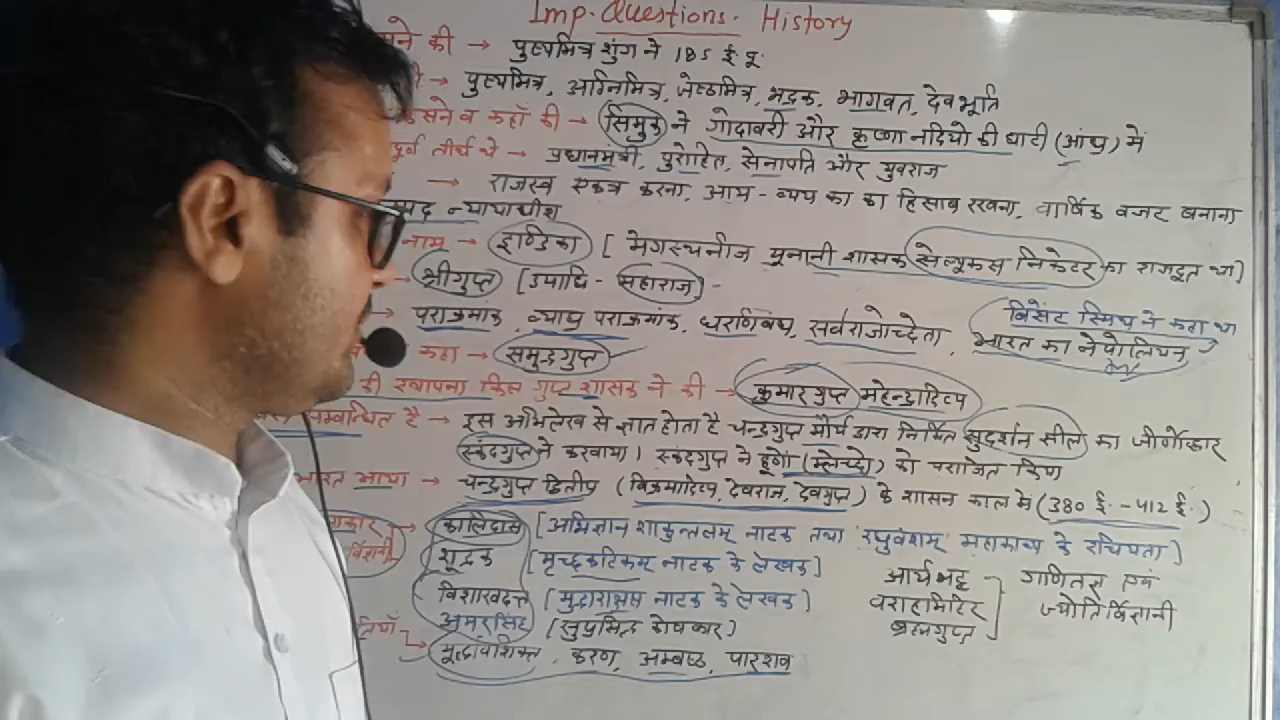 Imp. Questions. History
ने की → पुष्यमित्र शुंग ने 185 ई.पू.
→ पुष्यमित्र, अग्निमित्र, जेष्ठमित्र, भद्रक, भागवत, देवभूति
किसने व कहाँ की → सिमुक ने गोदावरी और कृष्णा नदियो की घाटी (आंध्र) में
पूर्ण तीर्थ थे → प्रधानमंत्री, पुरोहित, सेनापति और युवराज
→ राजस्व एकत्र करना, आय-व्यय का का हिसाब रखना, वार्षिक बजट बनाना
न्यायाधीश
नाम → इण्डिका [मेगस्थनीज यूनानी शासक सेल्यूकस निकेटर का राजदूत था]
श्रीगुप्त [उपाधि - महाराज]
→ पराक्रमांक, व्याघ्र पराक्रमांक, धरणिबंध, सर्वराजोच्छेता,
विंसेंट स्मिथ ने कहा था
भारत का नेपोलियन
कहा → समुद्रगुप्त
की स्थापना किस गुप्त शासक ने की → कुमारगुप्त महेन्द्रादित्य
सम्बन्धित है → इस अभिलेख से ज्ञात होता है चन्द्रगुप्त मौर्य द्वारा निर्मित सुदर्शन झील का जीर्णोद्धार
स्कंदगुप्त ने करवाया। स्कंदगुप्त ने हूणो (म्लेच्छो) को पराजित किया
भारत आया → चन्द्रगुप्त द्वितीय (विक्रमादित्य, देवराज, देवगुप्त) के शासन काल मे (380 ई. - 412 ई.)
कालिदास [अभिज्ञान शाकुन्तलम् नाटक तथा रघुवंशम् महाकाव्य के रचियता]
शूद्रक [मृच्छकटिकम् नाटक के लेखक]
विशाखदत्त [मुद्राराक्षस नाटक के लेखक]
अमरसिंह (सुप्रसिद्ध कोषकार)
आर्यभट्ट
वराहमिहिर
ब्रह्मगुप्त
गणितज्ञ एवं
ज्योतिर्विज्ञानी
मूर्द्धावशिक्त, करण, अम्बष्ठ, पारशव